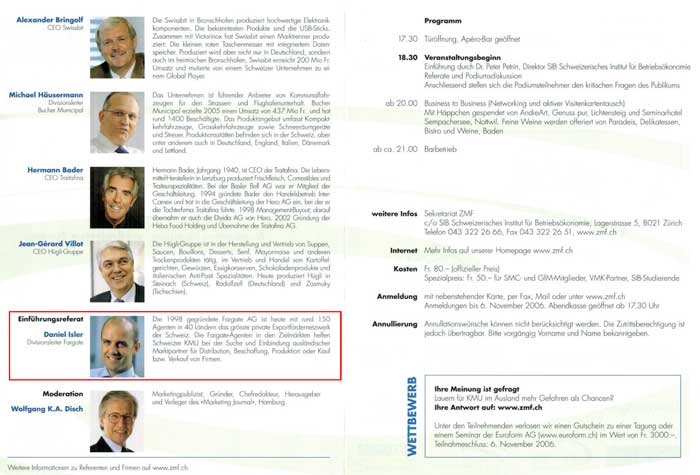 Alexander Bringolf
CEO Swissbit
Die Swissbit in Bronschhofen produziert hochwertige Elektronik-
komponenten. Die bekanntesten Produkte sind die USB-Sticks.
Zusammen mit Victorinox hat Swissbit einen Markttrenner produ-
ziert: Die kleinen roten Taschenmesser mit integriertem Daten-
speicher. Produziert wird aber nicht nur in Deutschland, sondern
auch im heimischen Bronschhofen. Swissbit erreicht 200 Mio Fr.
Umsatz und mutierte von einem Schweizer Unternehmen zu ei-
nem Global Player.
Michael Häusermann
Divisionsleiter
Bucher Municipal
Das Unternehmen ist führender Anbieter von Kommunalfahr-
zeugen für den Strassen und Flughafenunterhalt. Bucher
Municipal erzielte 2005 einen Umsatz von 437 Mio Fr. und hat
rund 1400 Beschäftigte. Das Produktangebot umfasst Kompakt-
kehrfahrzeuge, Grosskehrfahrzeuge sowie Schneeräumgeräte
und Streuer. Produktionsstätten befinden sich in der Schweiz, aber
unter anderem auch in Deutschland, England, Italien, Dänemark
und Lettland.
Hermann Bader
CEO Traitafina
Hermann Bader, Jahrgang 1940, ist CEO der Traitafina. Die Lebens-
mittel-Herstellerin in Lenzburg produziert Frischfleisch, Comestibles und
Traiteurspezialitäten. Bei der Basler Bell AG war er Mitglied der
Geschäftsleitung. 1994 gründete Bader den Handelsbetrieb Inter-
Comex und trat in die Geschäftsleitung der Hero AG ein, bei der er
die Tochterfirma Traitafina führte. 1998 Management-Buyout; darauf
übernahm er auch die Dividra AG von Hero. 2002 Gründung der
Heba Food Holding und Übernahme der Traitafina AG.
Jean-Gérard Villot
CEO Hügli-Gruppe
Die Hügli-Gruppe ist in der Herstellung und Vertrieb von Suppen,
Saucen, Bouillons, Desserts, Senf, Mayonnaise und anderen
Trockenprodukten tätig, im Vertrieb und Handel von Kartoffel-
gerichten, Gewürzen, Essigkonserven, Schokoladenprodukte und
italienischen Anti-Past Spezialitäten. Heute produziert Hügli in
Steinach (Schweiz), Radolfzell (Deutschland) und Zasmuky
(Tschechien).
Einführungsreferat
Daniel Isler
Divisionsleiter Fargate
Die 1998 gegründete Fargate AG ist heute mit rund 150
Agenten in 40 Ländern das grösste private Exportfördernetzwerk
der Schweiz. Die Fargate-Agenten in den Zielmärkten helfen
Schweizer KMU bei der Suche und Einbindung ausländischer
Marktpartner für Distribution, Beschaffung, Produktion oder Kauf
bzw. Verkauf von Firmen.
Moderation
Wolfgang K.A. Disch
Marketingpublizist, Gründer, Chefredakteur, Herausgeber
und Verleger des «Marketing Journal», Hamburg.
Weitere Informationen zu Referenten und Firmen auf www.zmf.ch
Programm
17.30 Türöffnung, Apéro-Bar geöffnet
18.30 Veranstaltungsbeginn
Einführung durch Dr. Peter Petrin, Direktor SIB Schweizerisches Institut für Betriebsökonomie
Referate und Podiumsdiskussion
Anschliessend stellen sich die Podiumsteilnehmer den kritischen Fragen des Publikums
ab 20.00 Business to Business (Networking und aktiver Visitenkartentausch)
Mit Häppchen gespendet von AndreArt, Genuss pur, Lichtensteig und Seminarhotel
Sempachersee, Nottwil. Feine Weine werden offeriert von Paradeis, Delikatessen,
Bistro und Weine, Baden
ab ca. 21.00 Barbetrieb
weitere Infos Sekretariat ZMF
c/o SIB Schweizerisches Institut für Betriebsökonomie, Lagerstrasse 5, 8021 Zürich
Telefon 043 322 26 66, Fax 043 322 26 51, www.zmf.ch
Internet Mehr Infos auf unserer Homepage www.zmf.ch
Kosten Fr. 80.– (offizieller Preis)
Spezialpreis: Fr. 50.– für SMC- und GfM-Mitglieder, VMK-Partner, SIB-Studierende
Anmeldung mit nebenstehender Karte, per Fax, Mail oder unter www.zmf.ch
Anmeldungen bis 6. November 2006. Abendkasse geöffnet ab 17.30 Uhr
Annullierung Annullationswünsche können nicht berücksichtigt werden. Die Zutrittsberechtigung ist
jedoch übertragbar. Bitte vorgängig Vorname und Name bekanntgeben.
WETTBEWERB
Ihre Meinung ist gefragt
Lauern für KMU im Ausland mehr Gefahren als Chancen?
Ihre Antwort auf: www.zmf.ch
Unter den Teilnehmenden verlosen wir einen Gutschein zu einer Tagung oder
einem Seminar der Euroform AG (www.euroform.ch) im Wert von Fr. 3000.–.
Teilnahmeschluss: 6. November 2006.